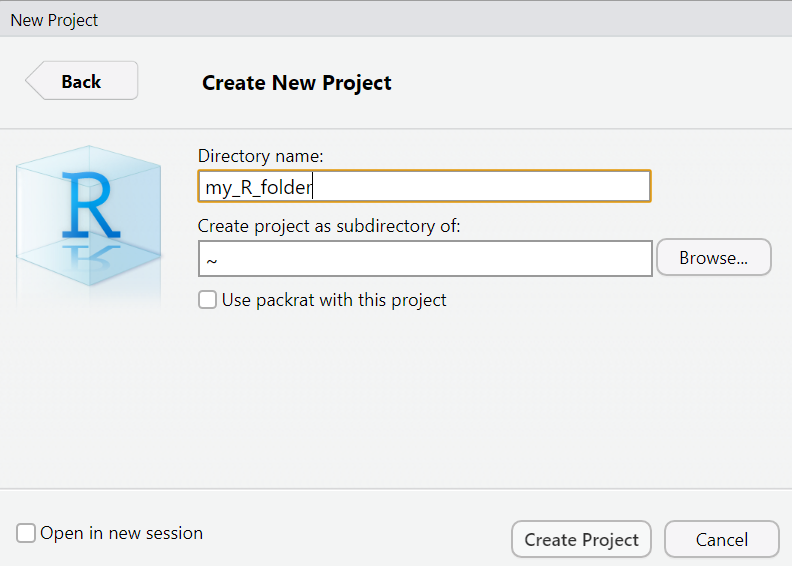 New Project
Back
Create New Project
R
Directory name:
my_R_folder
Create project as subdirectory of:
~
Browse...
Use packrat with this project
Open in new session
Create Project
Cancel